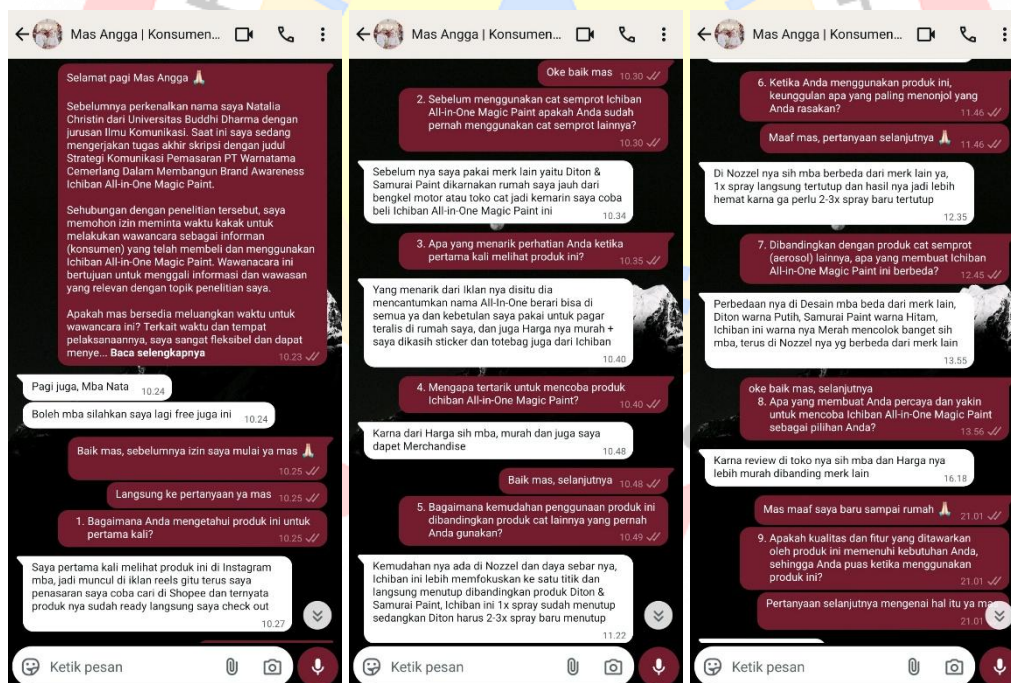 Mas Angga | Konsumen...
Selamat pagi Mas Angga 🙏🏻
Sebelumnya perkenalkan nama saya Natalia
Christin dari Universitas Buddhi Dharma dengan
jurusan Ilmu Komunikasi. Saat ini saya sedang
mengerjakan tugas akhir skripsi dengan judul
Strategi Komunikasi Pemasaran PT Warnatama
Cemerlang Dalam Membangun Brand Awareness
Ichiban All-in-One Magic Paint.
Sehubungan dengan penelitian tersebut, saya
memohon izin meminta waktu kakak untuk
melakukan wawancara sebagai informan
(konsumen) yang telah membeli dan menggunakan
Ichiban All-in-One Magic Paint. Wawanacara ini
bertujuan untuk menggali informasi dan wawasan
yang relevan dengan topik penelitian saya.
Apakah mas bersedia meluangkan waktu untuk
wawancara ini? Terkait waktu dan tempat
pelaksanaannya, saya sangat fleksibel dan dapat
menye... Baca selengkapnya 10.23
Pagi juga, Mba Nata 10.24
Boleh mba silahkan saya lagi free juga ini 10.24
Baik mas, sebelumnya izin saya mulai ya mas 🙏🏻
10.25
Langsung ke pertanyaan ya mas 10.25
1. Bagaimana Anda mengetahui produk ini untuk
pertama kali? 10.25
Saya pertama kali melihat produk ini di Instagram
mba, jadi muncul di iklan reels gitu terus saya
penasaran saya coba cari di Shopee dan ternyata
produk nya sudah ready langsung saya check out
10.27
Ketik pesan
Mas Angga | Konsumen...
Oke baik mas 10.30
2. Sebelum menggunakan cat semprot Ichiban
All-in-One Magic Paint apakah Anda sudah
pernah menggunakan cat semprot lainnya?
10.30
Sebelum nya saya pakai merk lain yaitu Diton &
Samurai Paint dikarnakan rumah saya jauh dari
bengkel motor atau toko cat jadi kemarin saya coba
beli Ichiban All-in-One Magic Paint ini 10.34
3. Apa yang menarik perhatian Anda ketika
pertama kali melihat produk ini? 10.35
Yang menarik dari Iklan nya disitu dia
mencantumkan nama All-In-One berari bisa di
semua ya dan kebetulan saya pakai untuk pagar
teralis di rumah saya, dan juga Harga nya murah +
saya dikasih sticker dan totebag juga dari Ichiban
10.40
4. Mengapa tertarik untuk mencoba produk
Ichiban All-in-One Magic Paint? 10.40
Karna dari Harga sih mba, murah dan juga saya
dapet Merchandise 10.48
Baik mas, selanjutnya 10.48
5. Bagaimana kemudahan penggunaan produk ini
dibandingkan produk cat lainnya yang pernah
Anda gunakan? 10.49
Kemudahan nya ada di Nozzel dan daya sebar nya,
Ichiban ini lebih memfokuskan ke satu titik dan
langsung menutup dibandingkan produk Diton &
Samurai Paint, Ichiban ini 1x spray sudah menutup
sedangkan Diton harus 2-3x spray baru menutup
11.22
Ketik pesan
Mas Angga | Konsumen...
6. Ketika Anda menggunakan produk ini,
keunggulan apa yang paling menonjol yang
Anda rasakan? 11.46
Maaf mas, pertanyaan selanjutnya 🙏🏻 11.46
Di Nozzel nya sih mba berbeda dari merk lain ya,
1x spray langsung tertutup dan hasil nya jadi lebih
hemat karna ga perlu 2-3x spray baru tertutup
12.35
7. Dibandingkan dengan produk cat semprot
(aerosol) lainnya, apa yang membuat Ichiban
All-in-One Magic Paint ini berbeda? 12.45
Perbedaan nya di Desain mba beda dari merk lain,
Diton warna Putih, Samurai Paint warna Hitam,
Ichiban ini warna nya Merah mencolok banget sih
mba, terus di Nozzel nya yg berbeda dari merk lain
13.55
oke baik mas, selanjutnya
8. Apa yang membuat Anda percaya dan yakin
untuk mencoba Ichiban All-in-One Magic Paint
sebagai pilihan Anda? 13.56
Karna review di toko nya sih mba dan Harga nya
lebih murah dibanding merk lain 16.18
Mas maaf saya baru sampai rumah 🙏🏻 21.01
9. Apakah kualitas dan fitur yang ditawarkan
oleh produk ini memenuhi kebutuhan Anda,
sehingga Anda puas ketika menggunakan
produk ini? 21.01
Pertanyaan selanjutnya mengenai hal itu ya
21.01
Ketik pesan